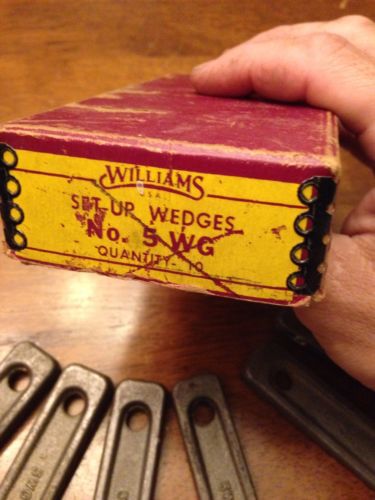 WILLIAMS
U.S.A.
SET-UP WEDGES
No. 5 WG
QUANTITY-10